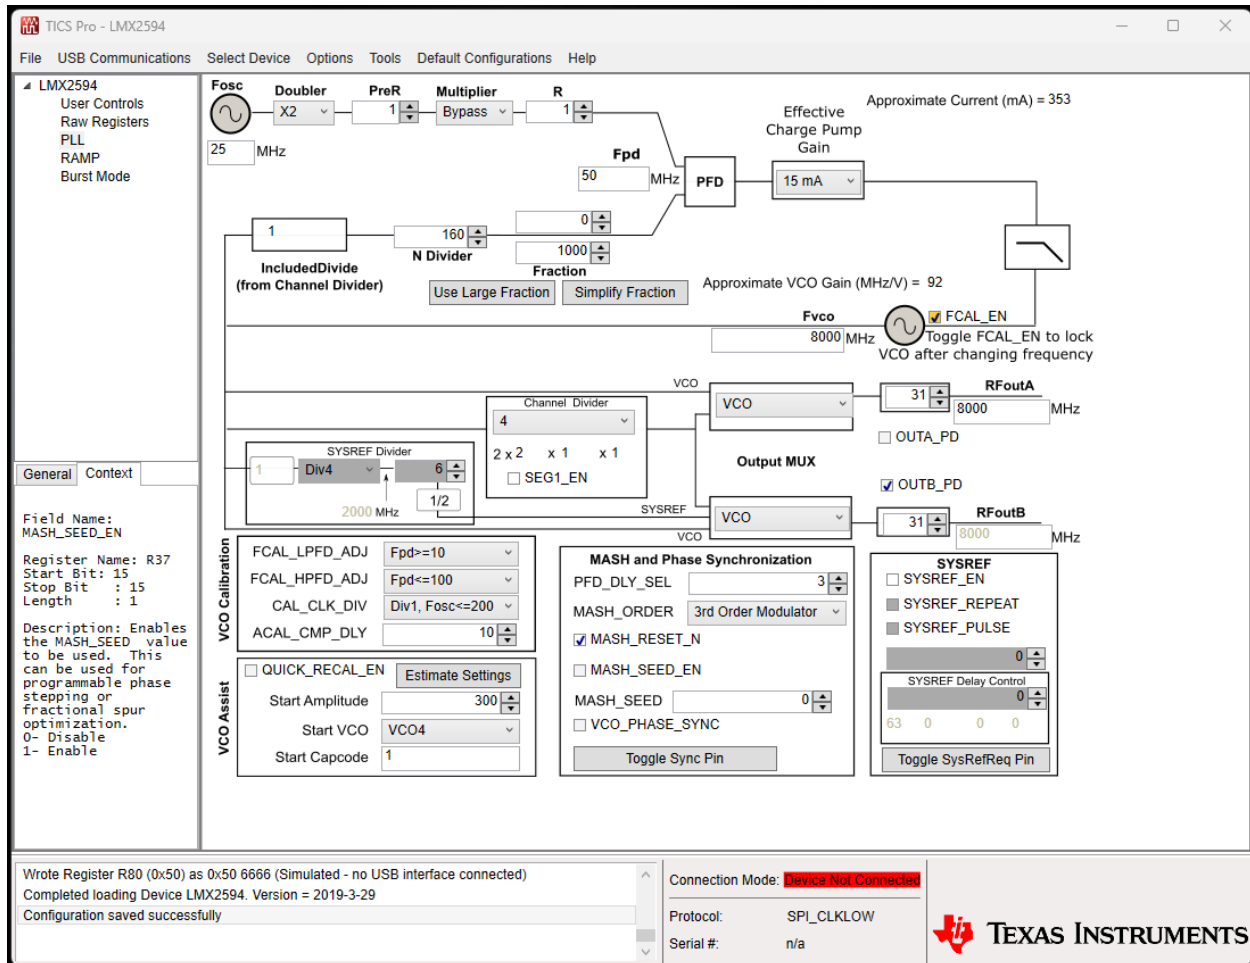 TICS Pro - LMX2594
File USB Communications Select Device Options Tools Default Configurations Help
LMX2594
User Controls
Raw Registers
PLL
RAMP
Burst Mode
General Context
Field Name:
MASH_SEED_EN
Register Name: R37
Start Bit: 15
Stop Bit : 15
Length : 1
Description: Enables
the MASH_SEED value
to be used. This
can be used for
programmable phase
stepping or
fractional spur
optimization.
0- Disable
1- Enable
Fosc Doubler PreR Multiplier R
X2 1 Bypass 1
25 MHz
Approximate Current (mA) = 353
Effective
Charge Pump
Gain
Fpd
50 MHz PFD 15 mA
1 160 0
1000
IncludedDivide
(from Channel Divider)
N Divider
Fraction
Use Large Fraction Simplify Fraction
Approximate VCO Gain (MHz/V) = 92
Fvco
8000 MHz
FCAL_EN
Toggle FCAL_EN to lock
VCO after changing frequency
VCO
VCO 31 RFoutA
8000 MHz
OUTA_PD
Channel Divider
4
2 x 2 x 1 x 1
SEG1_EN
SYSREF Divider
1 Div4 6
2000 MHz 1/2
Output MUX
OUTB_PD
SYSREF
VCO
VCO 31 RFoutB
8000 MHz
VCO Calibration
FCAL_LPFD_ADJ Fpd>=10
FCAL_HPFD_ADJ Fpd<=100
CAL_CLK_DIV Div1, Fosc<=200
ACAL_CMP_DLY 10
VCO Assist
QUICK_RECAL_EN Estimate Settings
Start Amplitude 300
Start VCO VCO4
Start Capcode 1
MASH and Phase Synchronization
PFD_DLY_SEL 3
MASH_ORDER 3rd Order Modulator
MASH_RESET_N
MASH_SEED_EN
MASH_SEED 0
VCO_PHASE_SYNC
Toggle Sync Pin
SYSREF
SYSREF_EN
SYSREF_REPEAT
SYSREF_PULSE
0
SYSREF Delay Control
0
63 0 0 0
Toggle SysRefReq Pin
Wrote Register R80 (0x50) as 0x50 6666 (Simulated - no USB interface connected)
Completed loading Device LMX2594. Version = 2019-3-29
Configuration saved successfully
Connection Mode: Device Not Connected
Protocol: SPI_CLKLOW
Serial #: n/a
TEXAS INSTRUMENTS